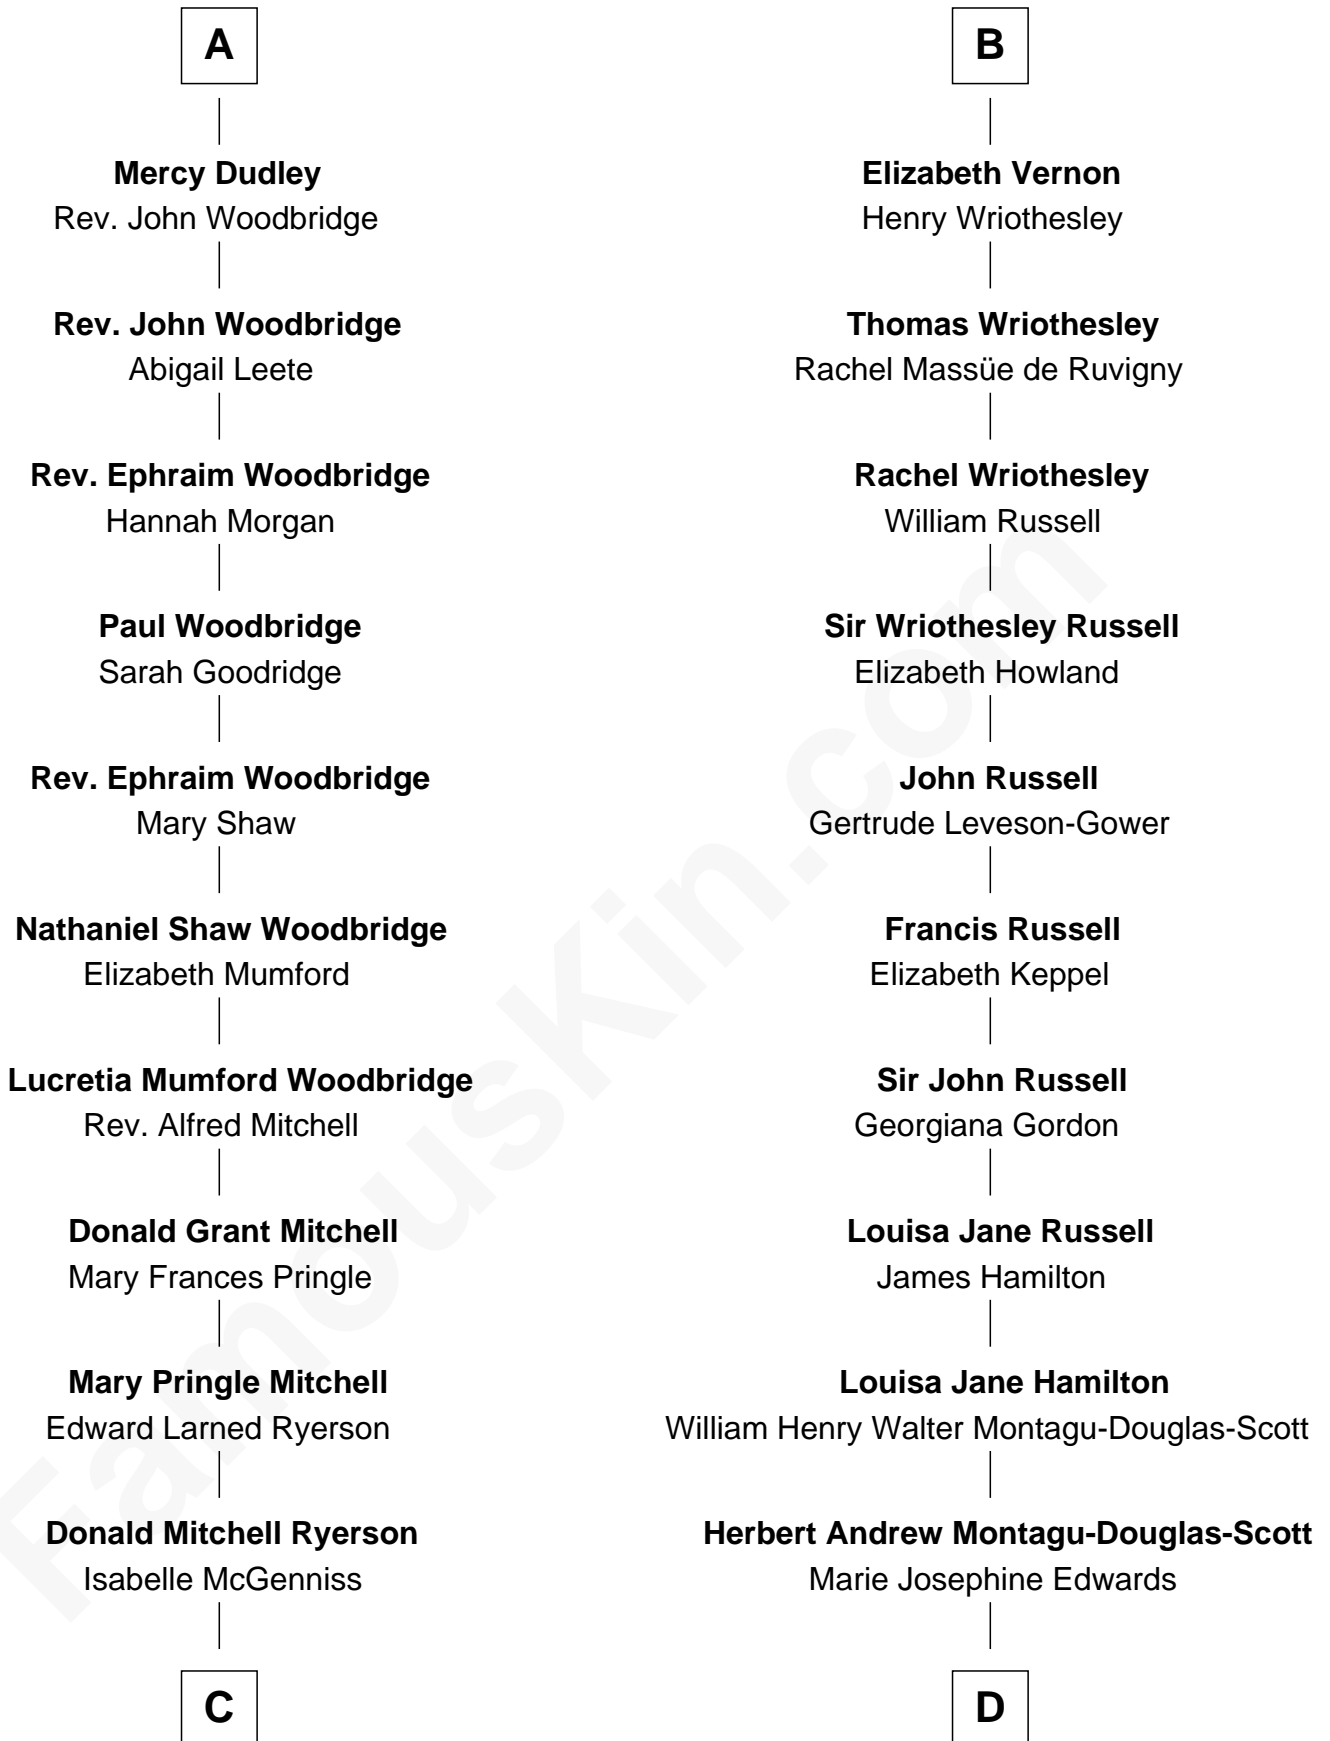 A
Mercy Dudley
Rev. John Woodbridge
Rev. John Woodbridge
Abigail Leete
Rev. Ephraim Woodbridge
Hannah Morgan
Paul Woodbridge
Sarah Goodridge
Rev. Ephraim Woodbridge
Mary Shaw
Nathaniel Shaw Woodbridge
Elizabeth Mumford
Lucretia Mumford Woodbridge
Rev. Alfred Mitchell
Donald Grant Mitchell
Mary Frances Pringle
Mary Pringle Mitchell
Edward Larned Ryerson
Donald Mitchell Ryerson
Isabelle McGenniss
C
B
Elizabeth Vernon
Henry Wriothesley
Thomas Wriothesley
Rachel Massüe de Ruvigny
Rachel Wriothesley
William Russell
Sir Wriothesley Russell
Elizabeth Howland
John Russell
Gertrude Leveson-Gower
Francis Russell
Elizabeth Keppel
Sir John Russell
Georgiana Gordon
Louisa Jane Russell
James Hamilton
Louisa Jane Hamilton
William Henry Walter Montagu-Douglas-Scott
Herbert Andrew Montagu-Douglas-Scott
Marie Josephine Edwards
D
FamousKin.com